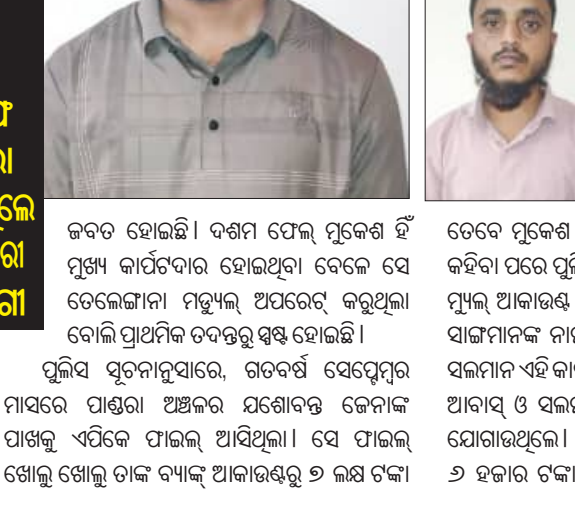 ଲେ
ରୀ
ଗୀ
ଜବତ ହୋଇଛି। ଦଶମ ଫେଲ୍ ମୁକେଶ ହିଁ
ମୁଖ୍ୟ କାର୍ପଟଦାର ହୋଇଥିବା ବେଳେ ସେ
ତେଲେଙ୍ଗାନା ମଡ୍ୟୁଲ୍ ଅପରେଟ୍ କରୁଥିଲା
ବୋଲି ପ୍ରାଥମିକ ତଦନ୍ତରୁ ସ୍ପଷ୍ଟ ହୋଇଛି।
ପୁଲିସ ସୂଚନାନୁସାରେ, ଗତବର୍ଷ ସେପ୍ଟେମ୍ବର
ମାସରେ ପାଣ୍ଡରା ଅଞ୍ଚଳର ଯଶୋବନ୍ତ ଜେନାଙ୍କ
ପାଖକୁ ଏପିକେ ଫାଇଲ୍ ଆସିଥିଲା। ସେ ଫାଇଲ୍
ଖୋଲୁ ଖୋଲୁ ତାଙ୍କ ବ୍ୟାଙ୍କ୍ ଆକାଉଣ୍ଟରୁ ୭ ଲକ୍ଷ ଟଙ୍କା
ତେବେ ମୁକେଶ
କହିବା ପରେ ପୁଲି
ମ୍ୟୁଲ୍ ଆକାଉଣ୍ଟ
ସାଙ୍ଗମାନଙ୍କ ନାମ
ସଲମାନ ଏହି କା
ଆବାସ୍ ଓ ସଲମ
ଯୋଗାଉଥିଲେ।
୬ ହଜାର ଟଙ୍କା